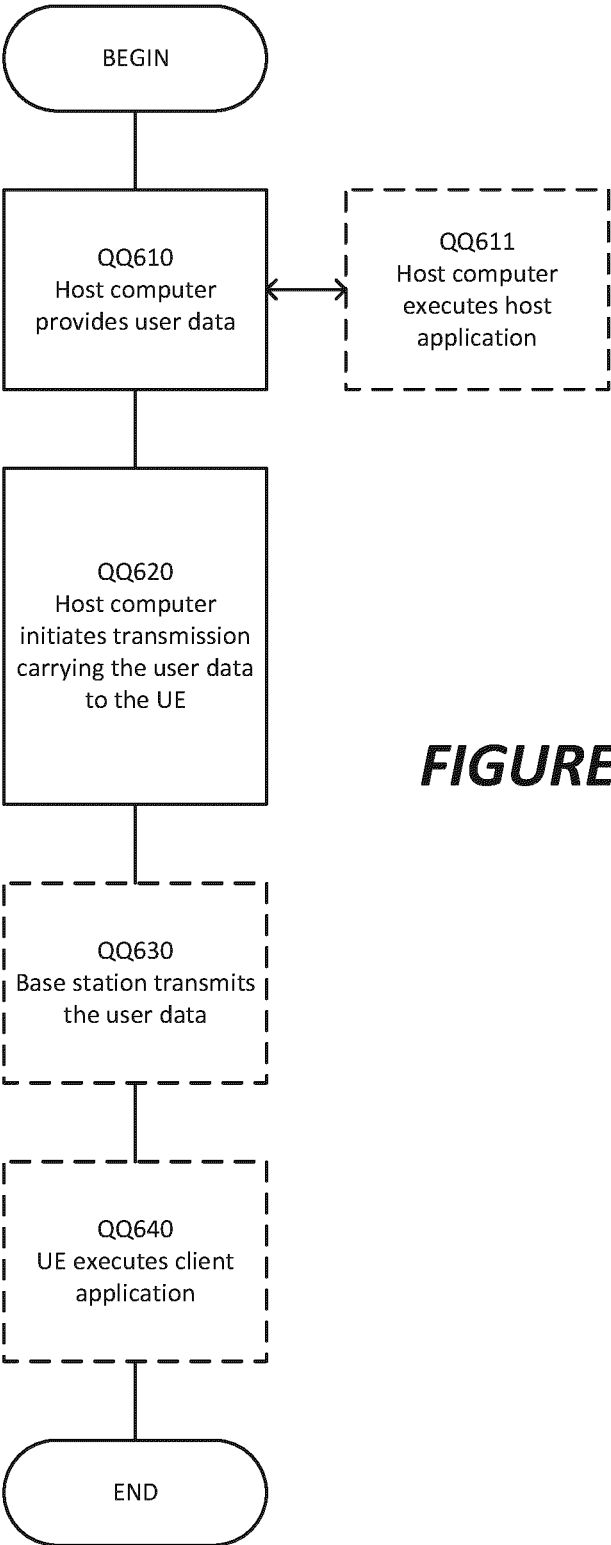 BEGIN
QQ610
Host computer
provides user data
QQ611
Host computer
executes host
application
QQ620
Host computer
initiates transmission
carrying the user data
to the UE
FIGURE
QQ630
Base station transmits
the user data
QQ640
UE executes client
application
END